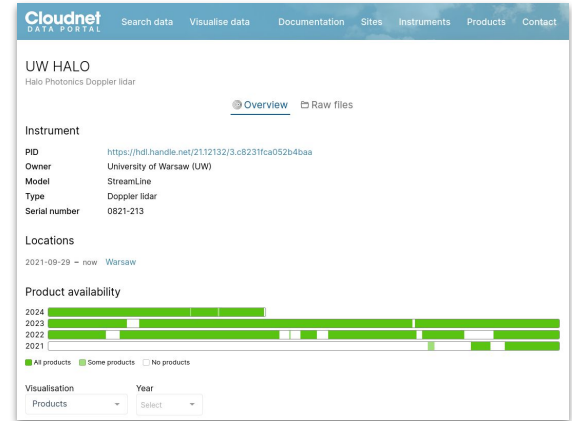 Cloudnet
DATA PORTAL
Search data Visualise data Documentation Sites Instruments Products Contact
UW HALO
Halo Photonics Doppler lidar
Overview Raw files
Instrument
PID https://hdl.handle.net/21.12132/3.c8231fca052b4baa
Owner University of Warsaw (UW)
Model StreamLine
Type Doppler lidar
Serial number 0821-213
Locations
2021-09-29 – now Warsaw
Product availability
2024
2023
2022
2021
All products Some products No products
Visualisation Year
Products Select